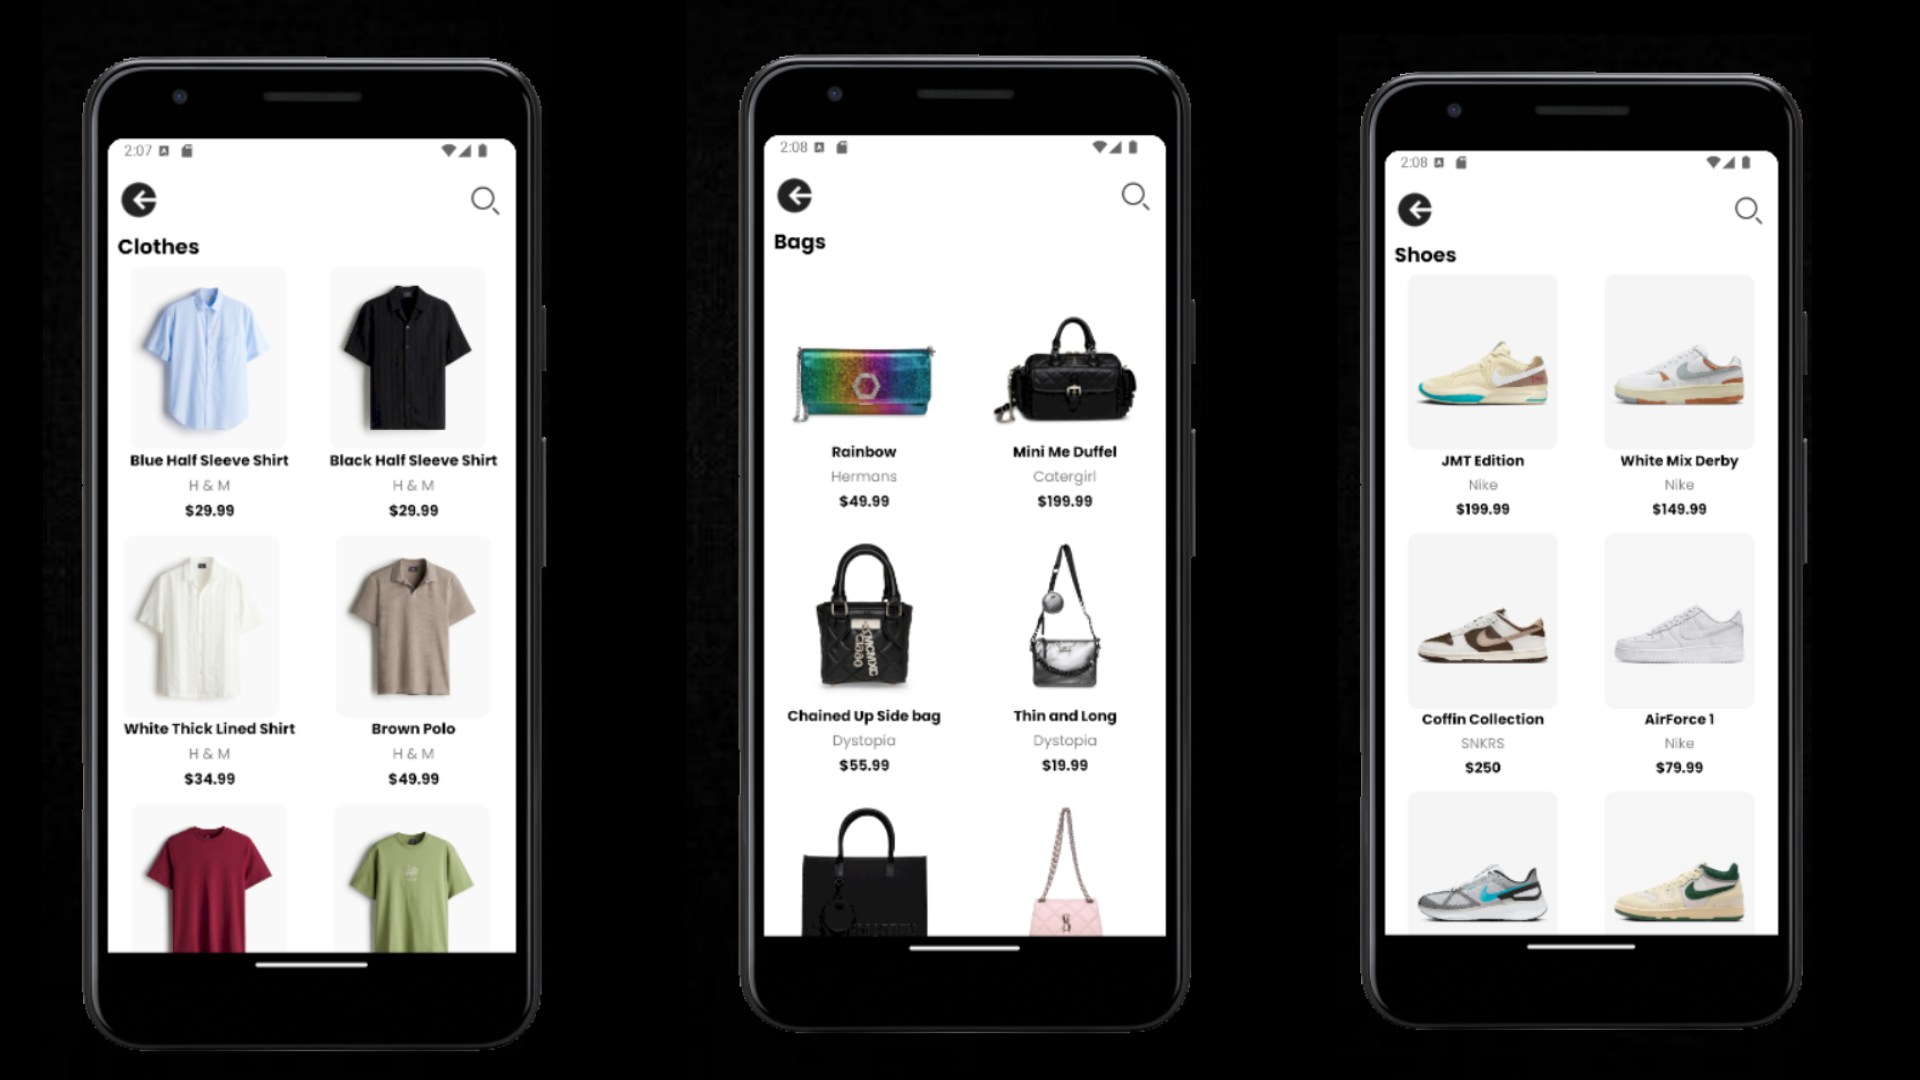 2:07
Clothes
Blue Half Sleeve Shirt
H & M
$29.99
Black Half Sleeve Shirt
H & M
$29.99
White Thick Lined Shirt
H & M
$34.99
Brown Polo
H & M
$49.99
2:08
Bags
Rainbow
Hermans
$49.99
Mini Me Duffel
Catergirl
$199.99
Chained Up Side bag
Dystopia
$55.99
Thin and Long
Dystopia
$19.99
2:08
Shoes
JMT Edition
Nike
$199.99
White Mix Derby
Nike
$149.99
Coffin Collection
SNKRS
$250
AirForce 1
Nike
$79.99